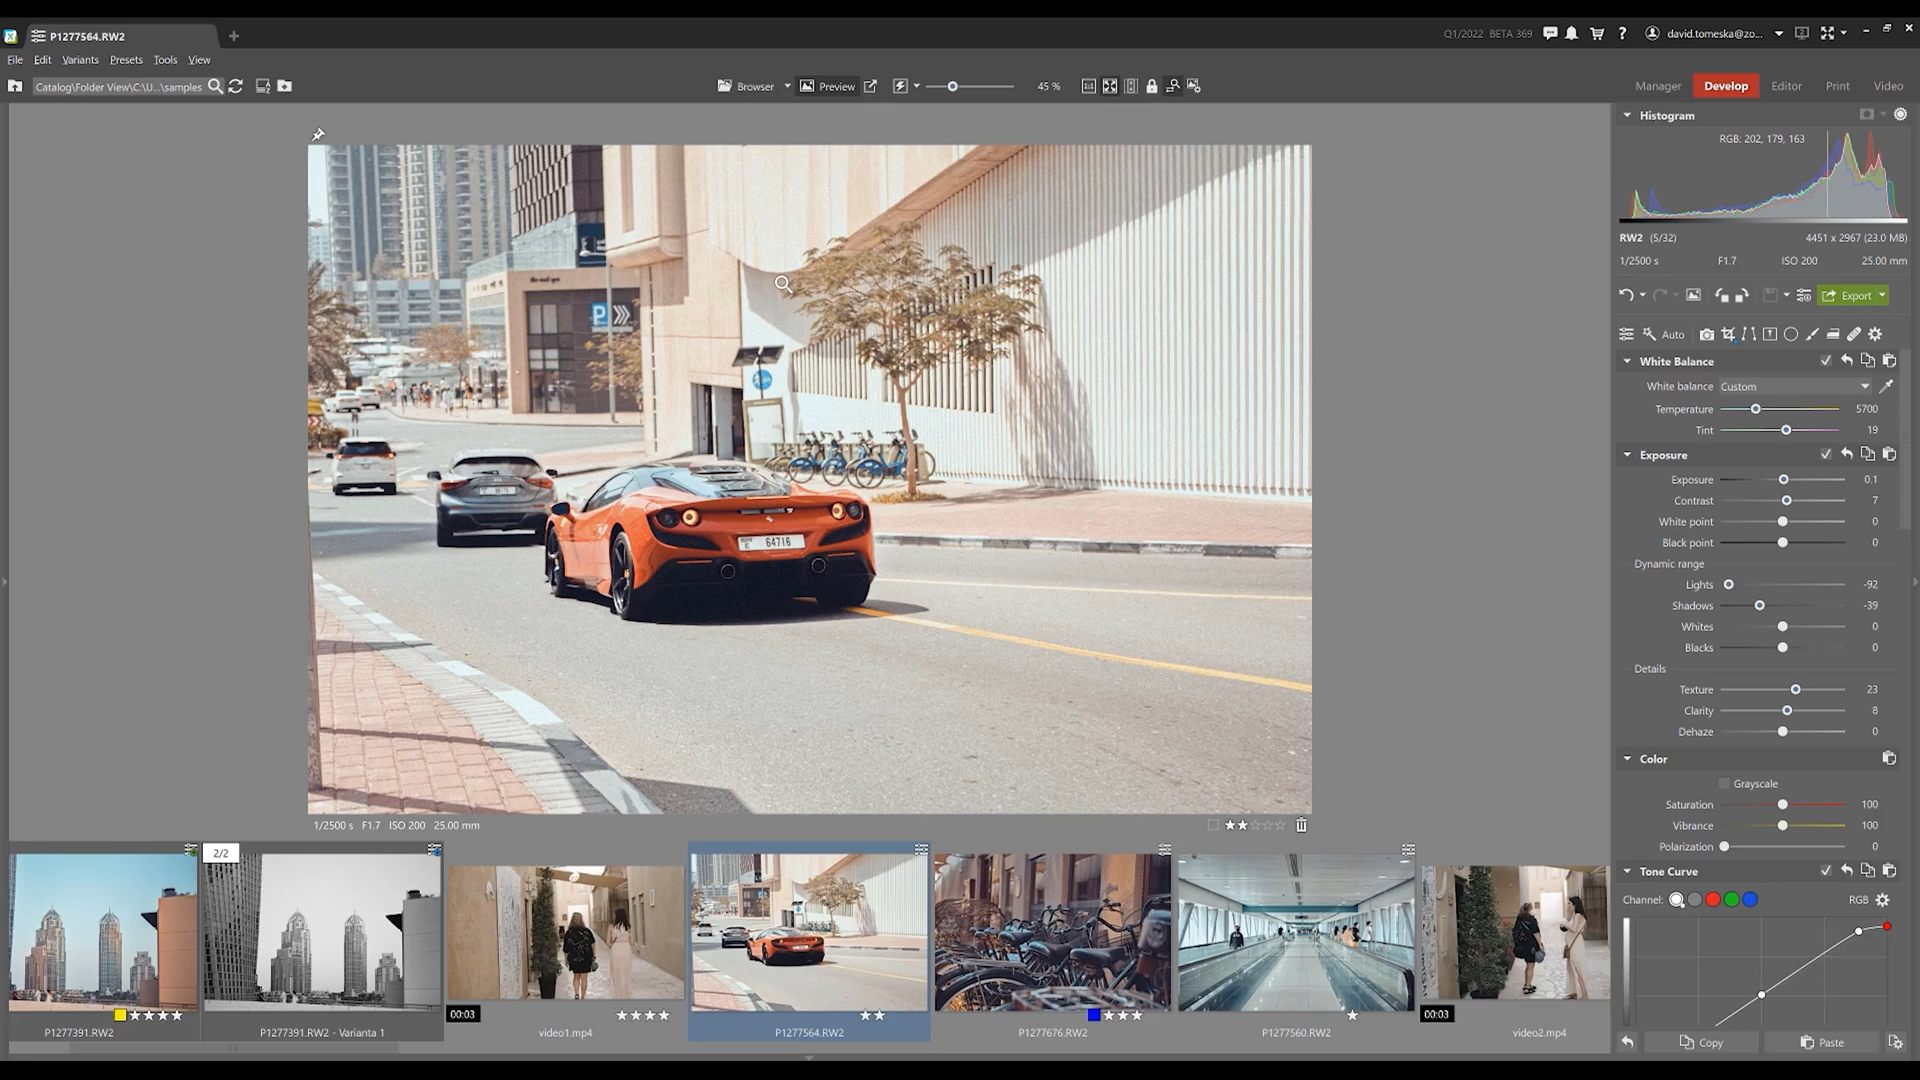 P1277564.RW2
Q1/2022 BETA 369
david.tomeska@zo...
File Edit Variants Presets Tools View
Catalog\Folder View\C:\U...\samples
Browser
Preview
45 %
Manager Develop Editor Print Video
Histogram
RGB: 202, 179, 163
RW2 (5/32) 4451 x 2967 (23.0 MB)
1/2500 s F1.7 ISO 200 25.00 mm
Export
Auto
White Balance
White balance Custom
Temperature 5700
Tint 19
Exposure
Exposure 0.1
Contrast 7
White point 0
Black point 0
Dynamic range
Lights -92
Shadows -39
Whites 0
Blacks 0
Details
Texture 23
Clarity 8
Dehaze 0
Color
Grayscale
Saturation 100
Vibrance 100
Polarization 0
Tone Curve
Channel: RGB
Copy Paste
P
64716
1/2500 s F1.7 ISO 200 25.00 mm
2/2
00:03
00:03
P1277391.RW2
P1277391.RW2 - Varianta 1
video1.mp4
P1277564.RW2
P1277676.RW2
P1277560.RW2
video2.mp4